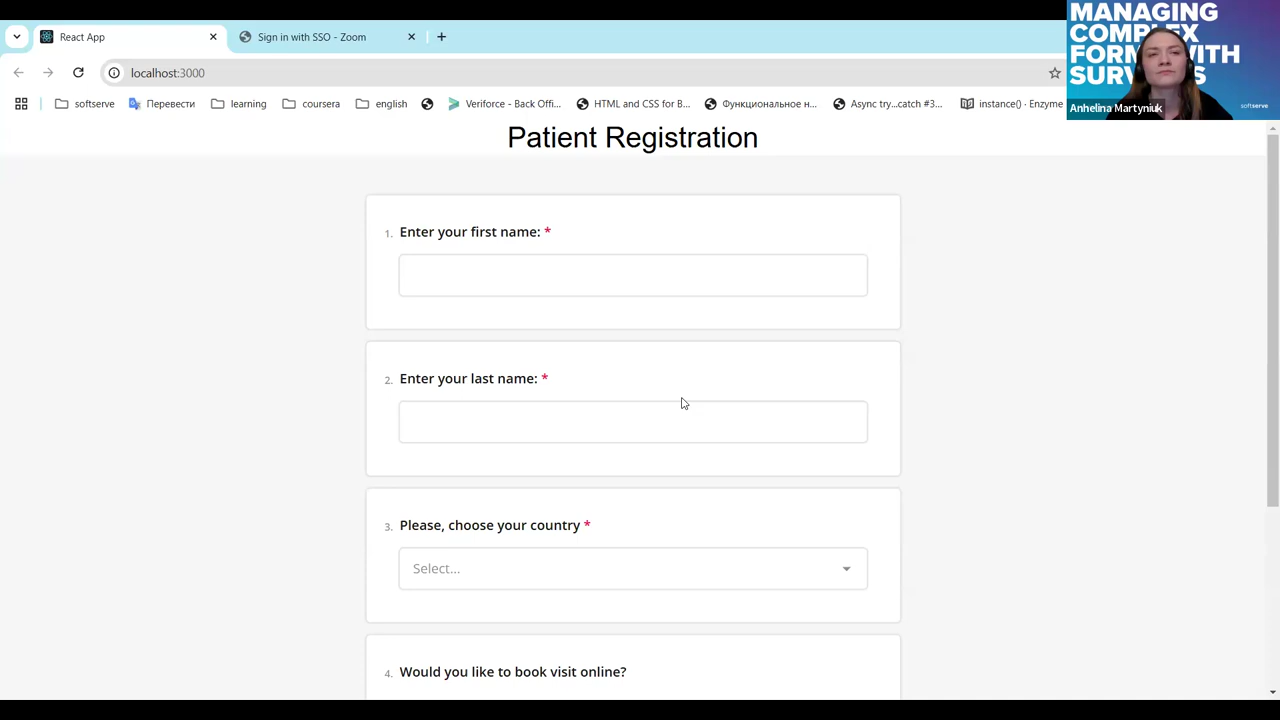 React App
Sign in with SSO - Zoom
localhost:3000
softserve
Перевести
learning
coursera
english
Veriforce - Back Offi...
HTML and CSS for B...
Функциональное н...
Async try...catch #3...
instance() · Enzyme
MANAGING
COMPLEX
WITH
Anhelina Martyniuk
softserve
Patient Registration
1. Enter your first name: *
2. Enter your last name: *
3. Please, choose your country *
Select...
4. Would you like to book visit online?